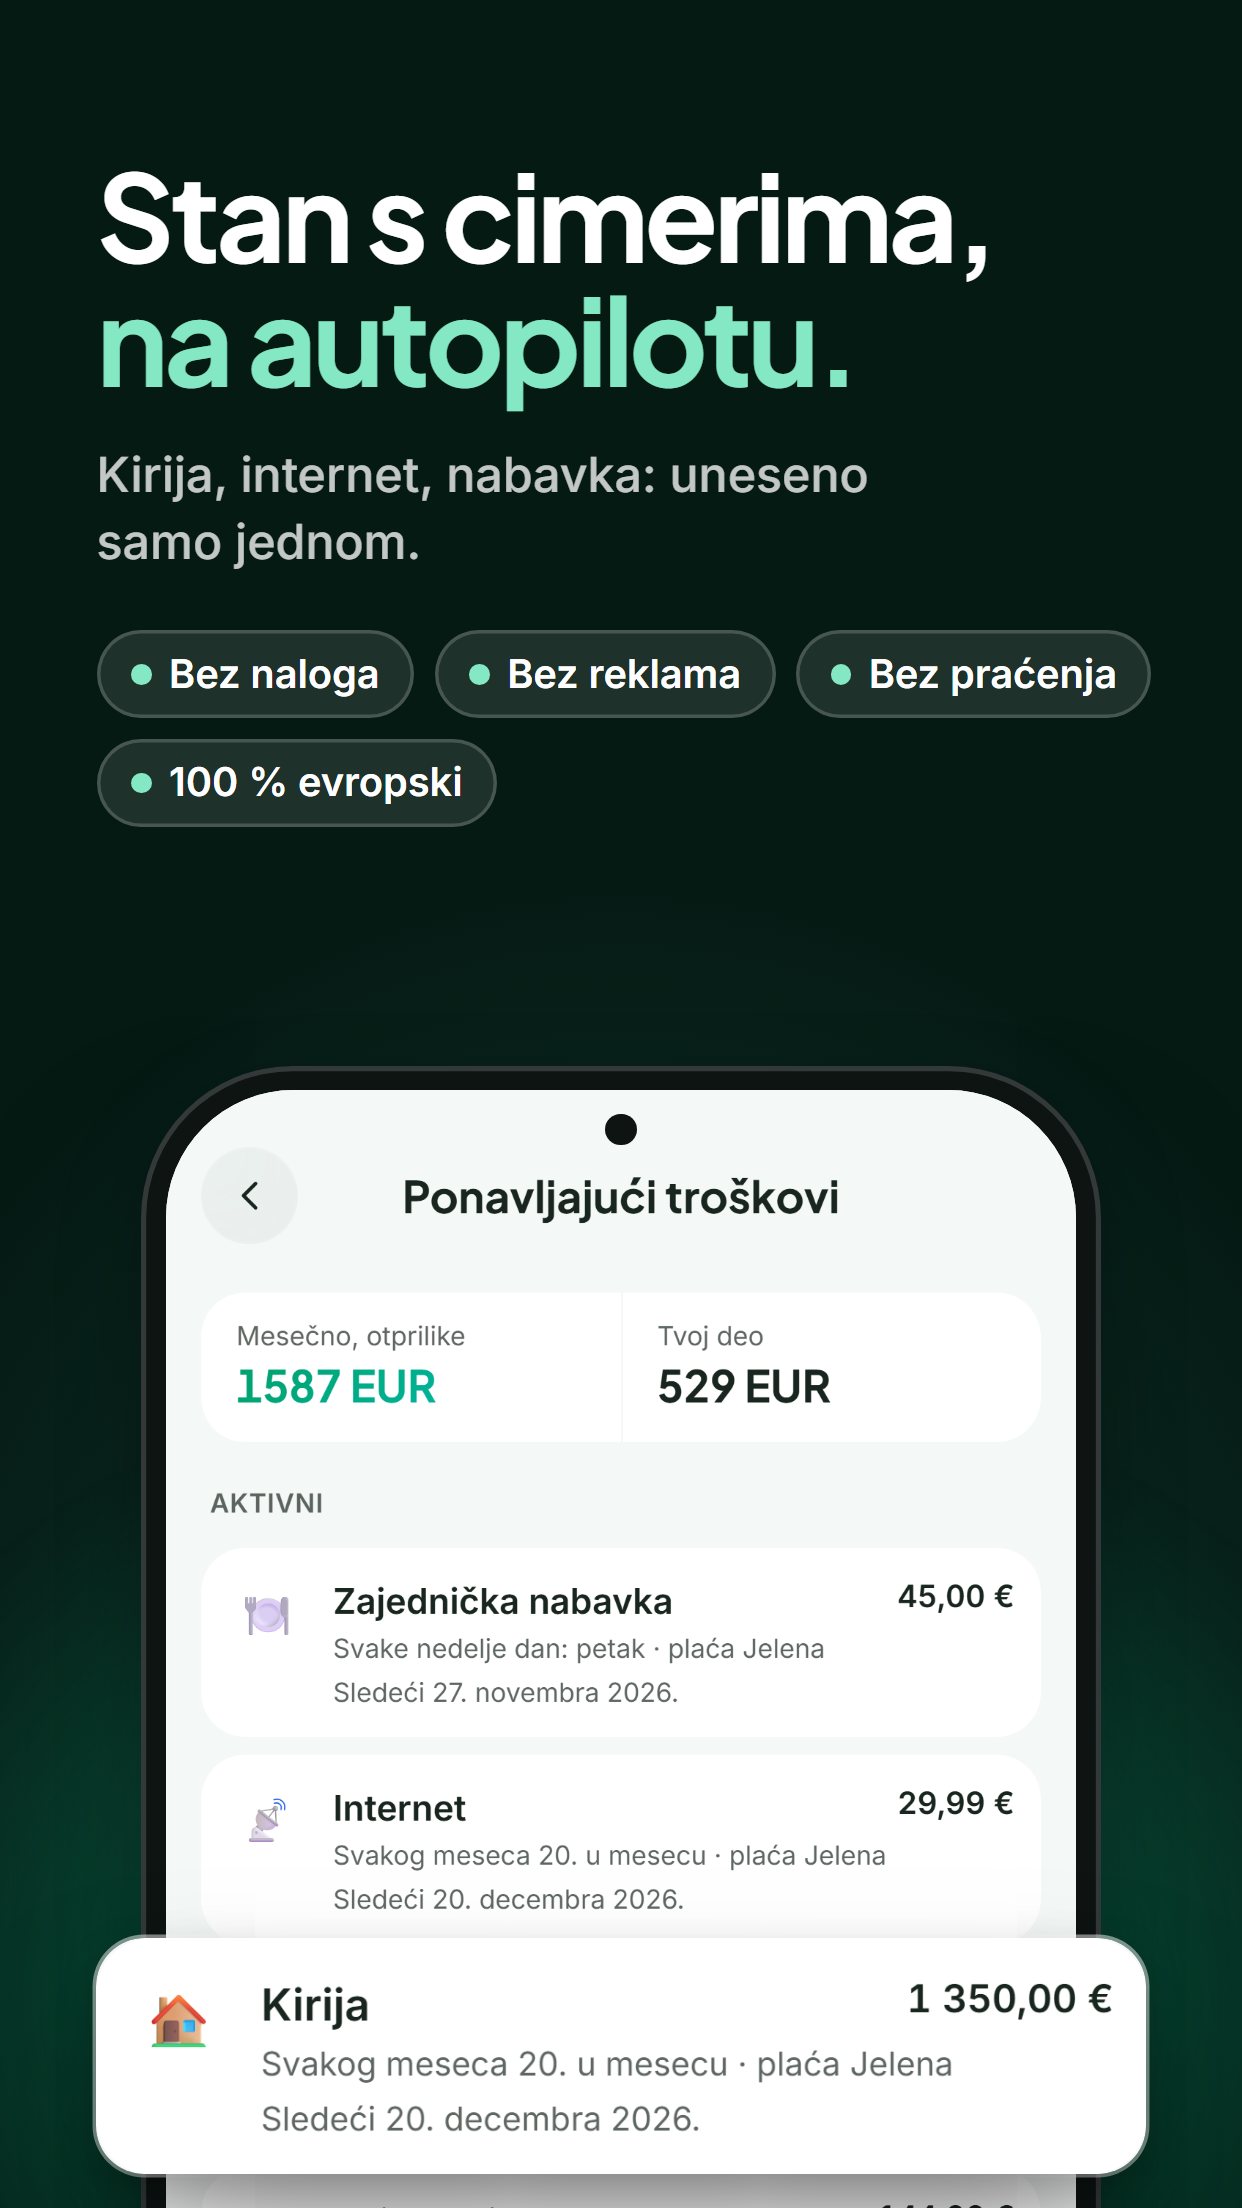 Stan s cimerima,
na autopilotu.
Kirija, internet, nabavka: uneseno
samo jednom.
Bez naloga
Bez reklama
Bez praćenja
100 % evropski
Ponavljajući troškovi
Mesečno, otprilike
1587 EUR
Tvoj deo
529 EUR
AKTIVNI
Zajednička nabavka
45,00 €
Svake nedelje dan: petak · plaća Jelena
Sledeći 27. novembra 2026.
Internet
29,99 €
Svakog meseca 20. u mesecu · plaća Jelena
Sledeći 20. decembra 2026.
Kirija
1 350,00 €
Svakog meseca 20. u mesecu · plaća Jelena
Sledeći 20. decembra 2026.